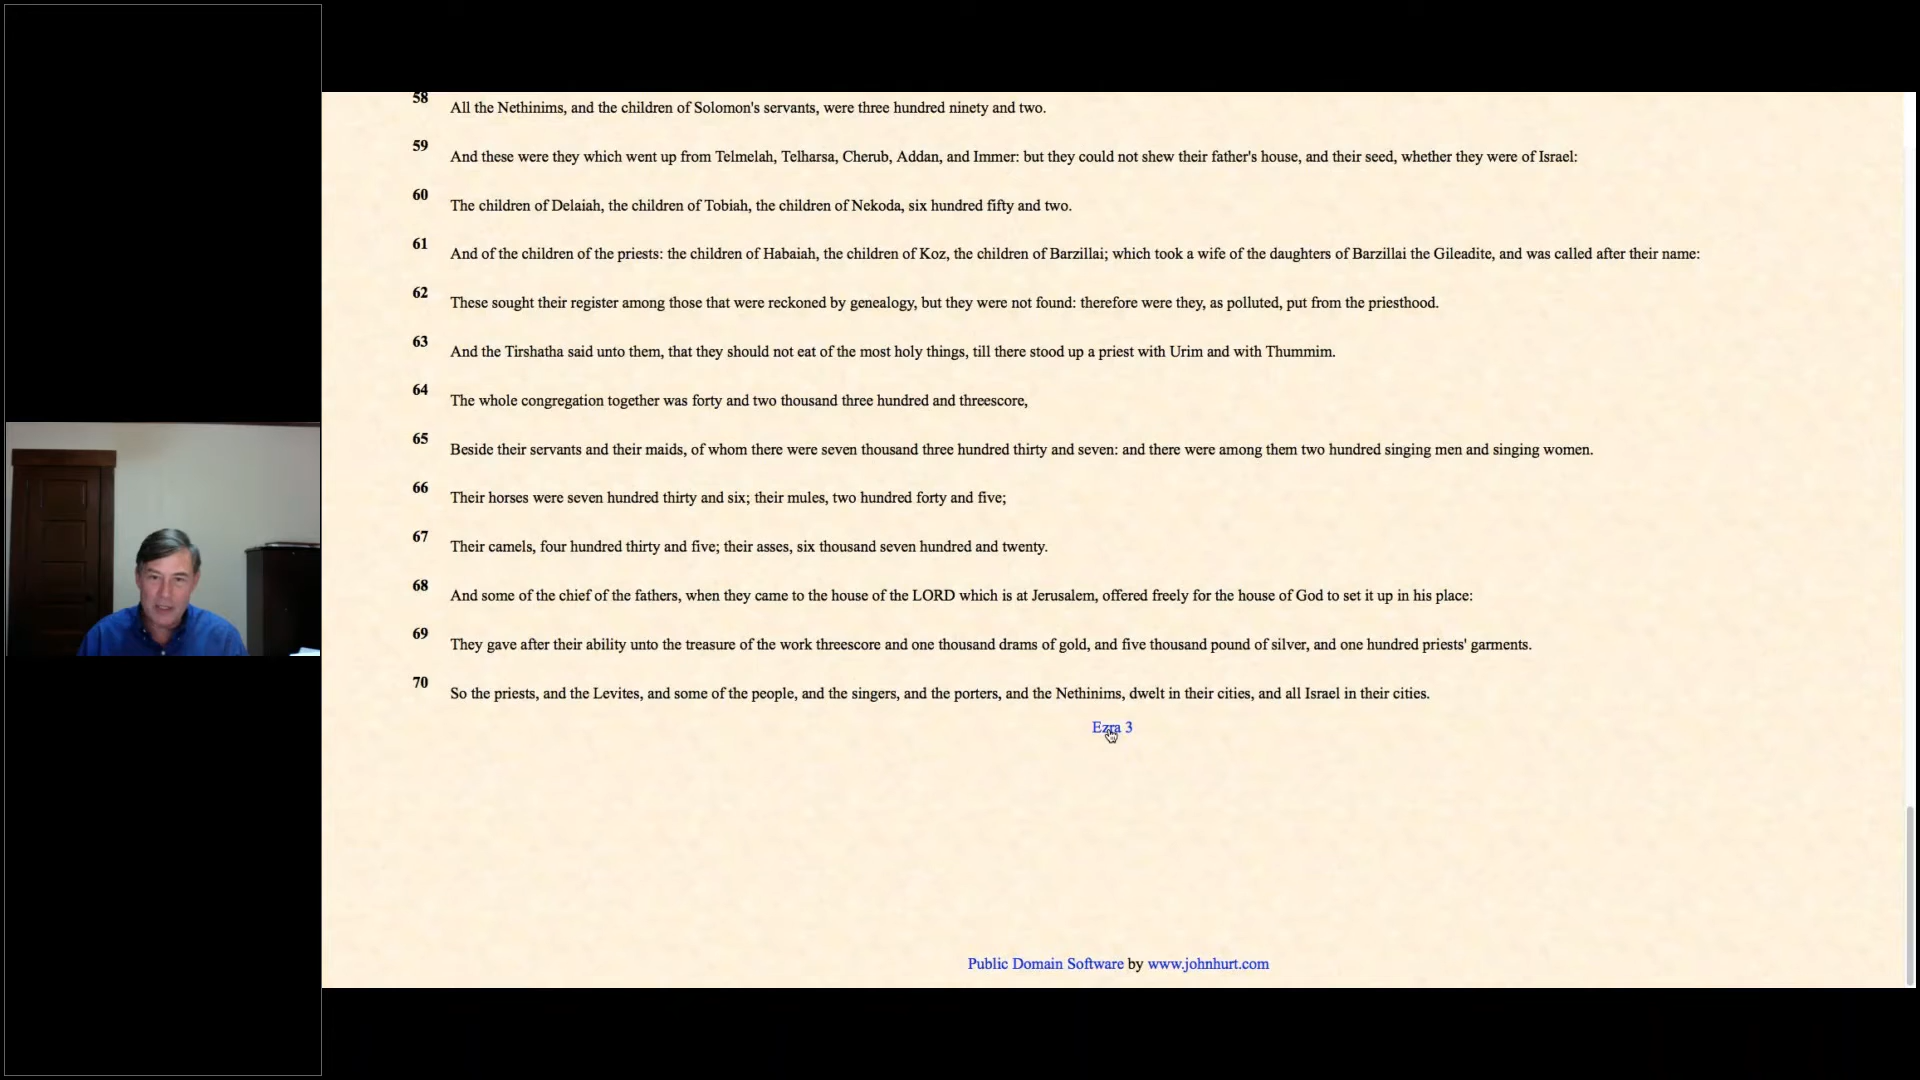 58
All the Nethinims, and the children of Solomon's servants, were three hundred ninety and two.
59
And these were they which went up from Telmelah, Telharsa, Cherub, Addan, and Immer: but they could not shew their father's house, and their seed, whether they were of Israel:
60
The children of Delaiah, the children of Tobiah, the children of Nekoda, six hundred fifty and two.
61
And of the children of the priests: the children of Habaiah, the children of Koz, the children of Barzillai; which took a wife of the daughters of Barzillai the Gileadite, and was called after their name:
62
These sought their register among those that were reckoned by genealogy, but they were not found: therefore were they, as polluted, put from the priesthood.
63
And the Tirshatha said unto them, that they should not eat of the most holy things, till there stood up a priest with Urim and with Thummim.
64
The whole congregation together was forty and two thousand three hundred and threescore,
65
Beside their servants and their maids, of whom there were seven thousand three hundred thirty and seven: and there were among them two hundred singing men and singing women.
66
Their horses were seven hundred thirty and six; their mules, two hundred forty and five;
67
Their camels, four hundred thirty and five; their asses, six thousand seven hundred and twenty.
68
And some of the chief of the fathers, when they came to the house of the LORD which is at Jerusalem, offered freely for the house of God to set it up in his place:
69
They gave after their ability unto the treasure of the work threescore and one thousand drams of gold, and five thousand pound of silver, and one hundred priests' garments.
70
So the priests, and the Levites, and some of the people, and the singers, and the porters, and the Nethinims, dwelt in their cities, and all Israel in their cities.
Ezra 3
Public Domain Software by www.johnhurt.com